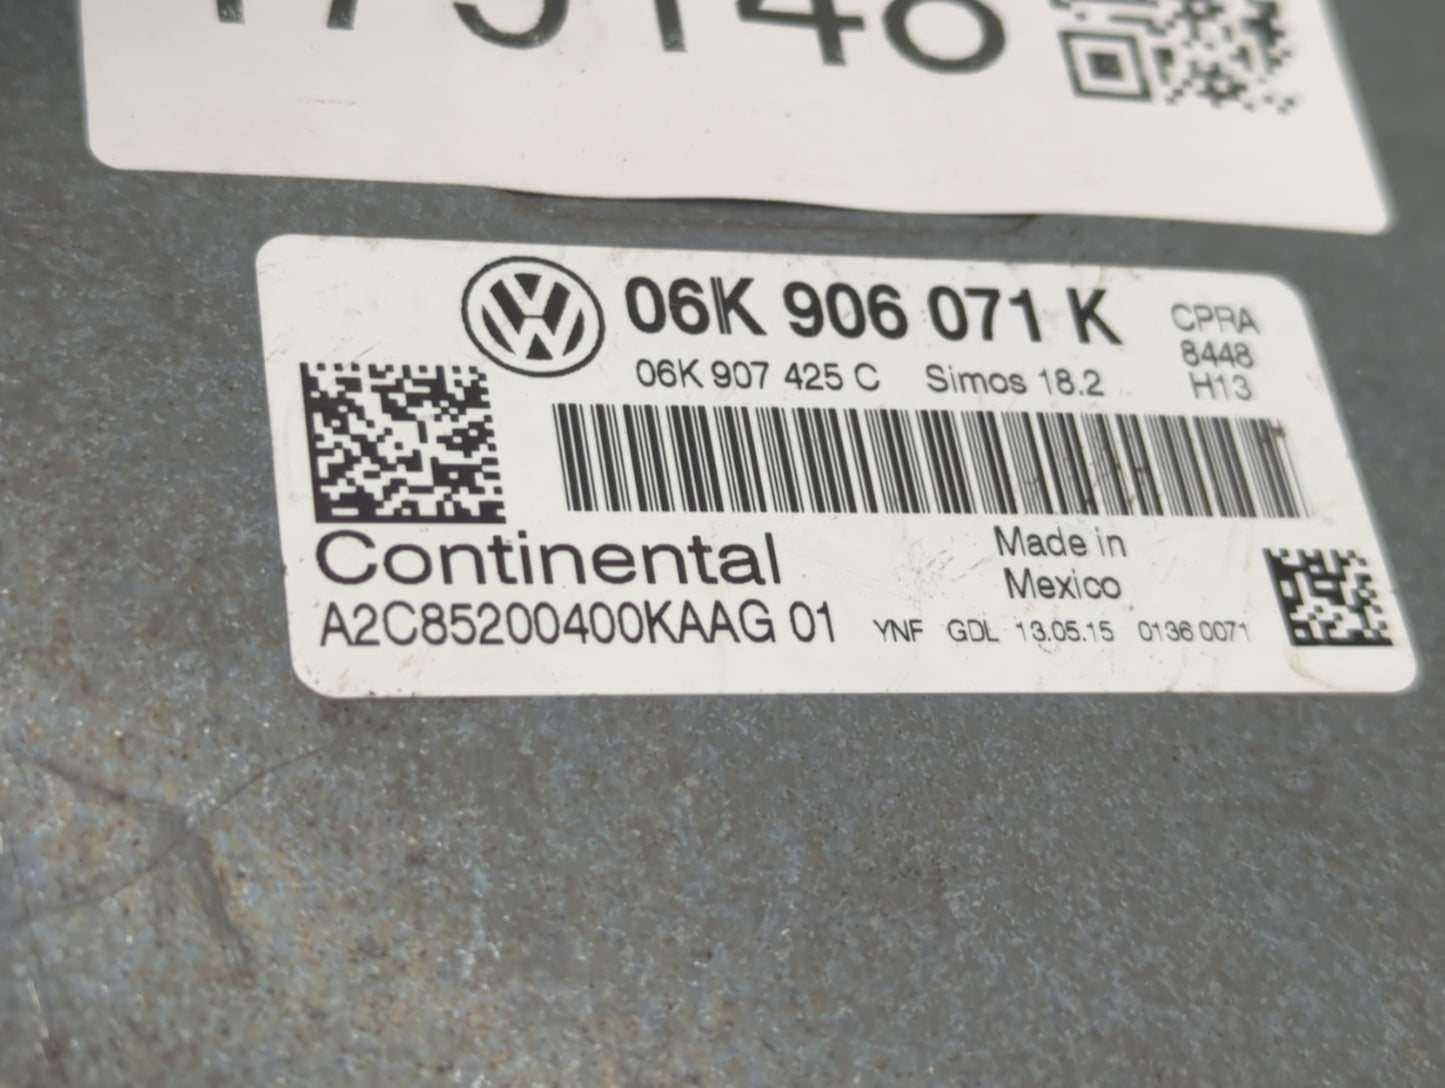 06K 906 071 K
CPRA
8448
H13
06K 907 425 C Simos 18.2
Continental
Made in
Mexico
A2C85200400KAAG 01
YNF GDL 13.05.15 0136 0071